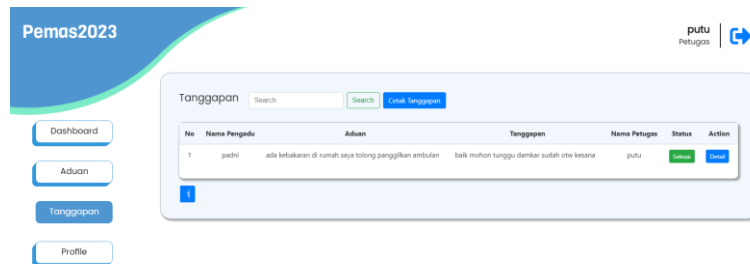 Pemas2023
putu
Petugas
Tanggapan Search Search Cetak Tanggapan
Dashboard
Aduan
Tanggapan
Profile
No Nama Pengadu Aduan Tanggapan Nama Petugas Status Action
1 padni ada kebakaran di rumah saya tolong panggilkan ambulan baik mohon tunggu damkar sudah otw kesana putu Selesai Detail
1